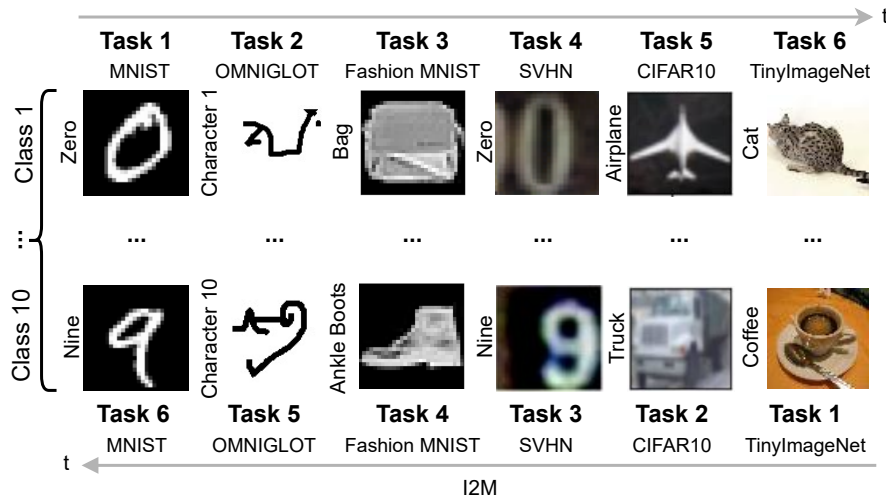 t
Task 1 Task 2 Task 3 Task 4 Task 5 Task 6
MNIST OMNIGLOT Fashion MNIST SVHN CIFAR10 TinyImageNet
Class 1 Zero Character 1 Bag Zero Airplane Cat
... ... ... ... ... ... ...
Class 10 Nine Character 10 Ankle Boots Nine Truck Coffee
Task 6 Task 5 Task 4 Task 3 Task 2 Task 1
MNIST OMNIGLOT Fashion MNIST SVHN CIFAR10 TinyImageNet
t
I2M